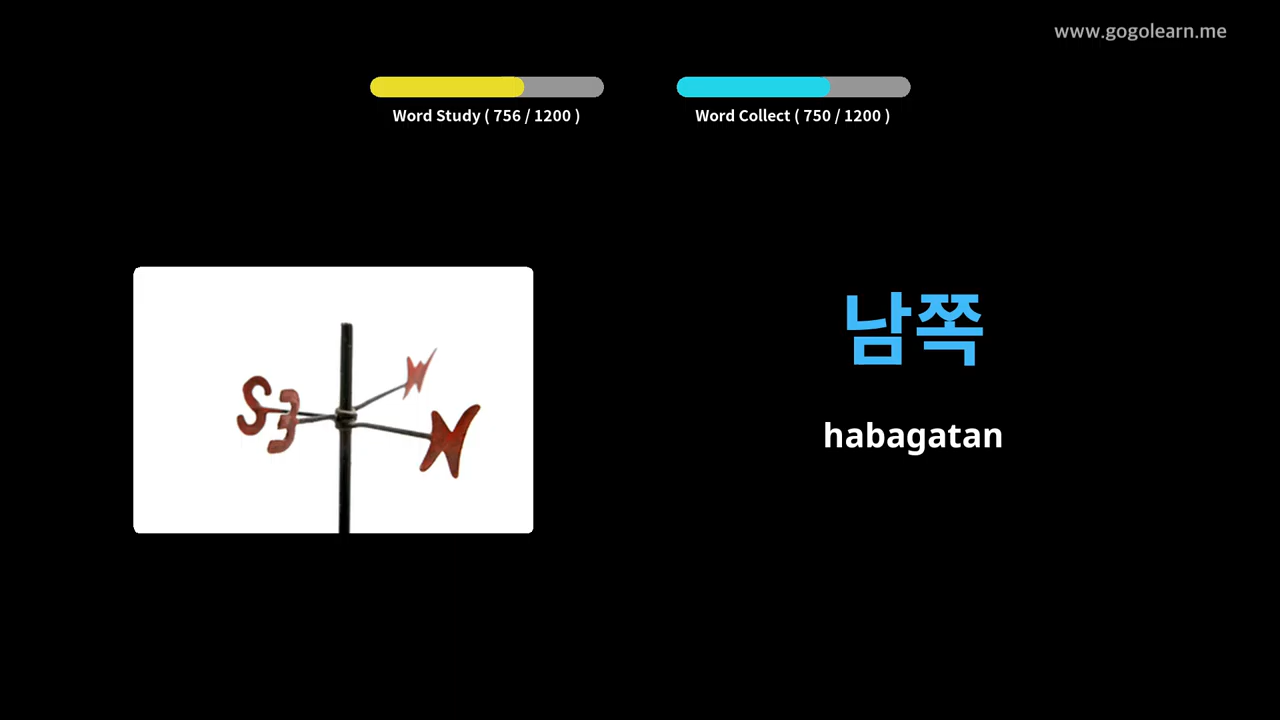 www.gogolearn.me
Word Study ( 756 / 1200 )
Word Collect ( 750 / 1200 )
남쪽
habagatan
S
E
N